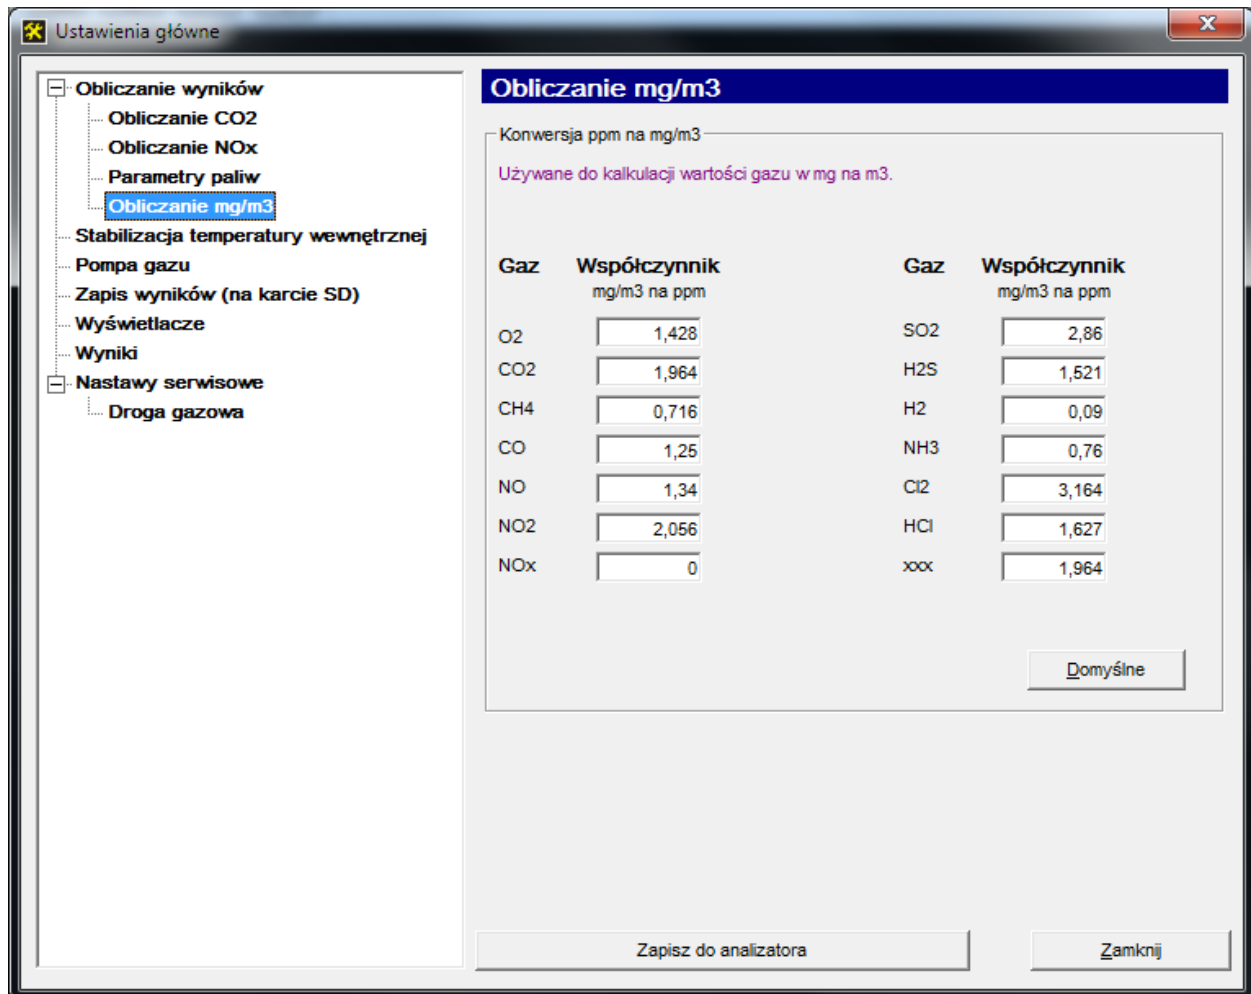 Ustawienia główne
Obliczanie wyników
Obliczanie CO2
Obliczanie NOx
Parametry paliw
Obliczanie mg/m3
Stabilizacja temperatury wewnętrznej
Pompa gazu
Zapis wyników (na karcie SD)
Wyświetlacze
Wyniki
Nastawy serwisowe
Droga gazowa
Obliczanie mg/m3
Konwersja ppm na mg/m3
Używane do kalkulacji wartości gazu w mg na m3.
Gaz Współczynnik Gaz Współczynnik
mg/m3 na ppm mg/m3 na ppm
O2 1,428 SO2 2,86
CO2 1,964 H2S 1,521
CH4 0,716 H2 0,09
CO 1,25 NH3 0,76
NO 1,34 Cl2 3,164
NO2 2,056 HCl 1,627
NOx 0 xxx 1,964
Domyślne
Zapisz do analizatora Zamknij